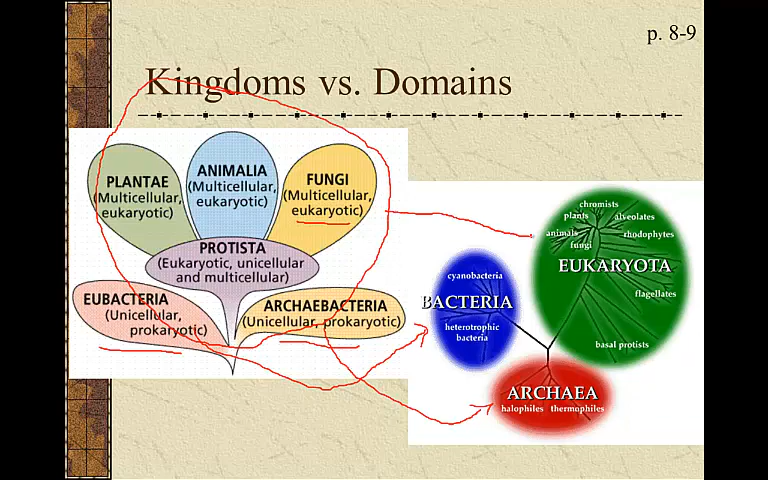 p. 8-9
Kingdoms vs. Domains
PLANTAE
(Multicellular,
eukaryotic)
ANIMALIA
(Multicellular,
eukaryotic)
FUNGI
(Multicellular,
eukaryotic)
PROTISTA
(Eukaryotic, unicellular
and multicellular)
EUBACTERIA
(Unicellular,
prokaryotic)
ARCHAEBACTERIA
(Unicellular, prokaryotic)
chromists
plants
alveolates
animals
rhodophytes
fungi
EUKARYOTA
flagellates
basal protists
cyanobacteria
BACTERIA
heterotrophic
bacteria
ARCHAEA
halophiles thermophiles